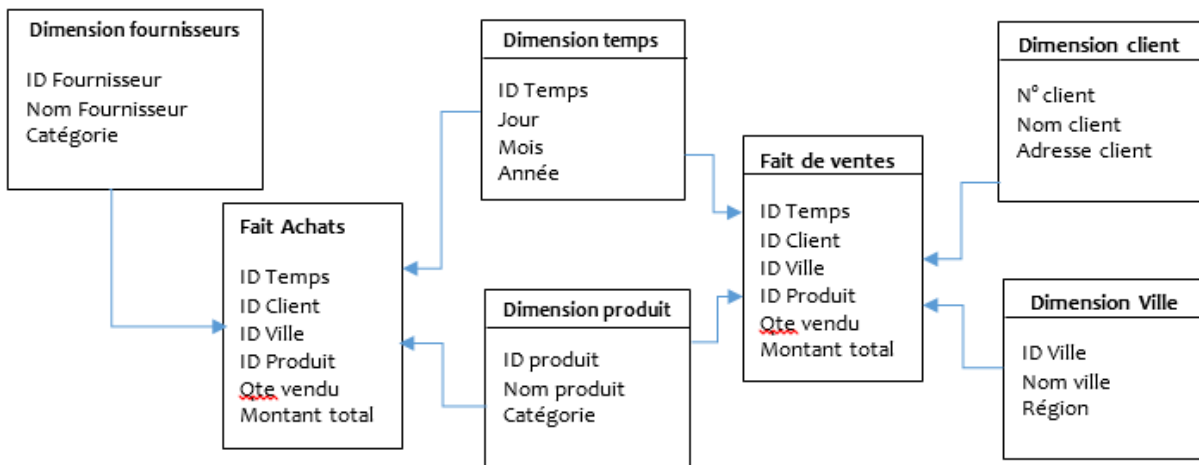 Dimension fournisseurs
ID Fournisseur
Nom Fournisseur
Catégorie
Dimension temps
ID Temps
Jour
Mois
Année
Dimension client
N° client
Nom client
Adresse client
Fait Achats
ID Temps
ID Client
ID Ville
ID Produit
Qte vendu
Montant total
Dimension produit
ID produit
Nom produit
Catégorie
Fait de ventes
ID Temps
ID Client
ID Ville
ID Produit
Qte vendu
Montant total
Dimension Ville
ID Ville
Nom ville
Région